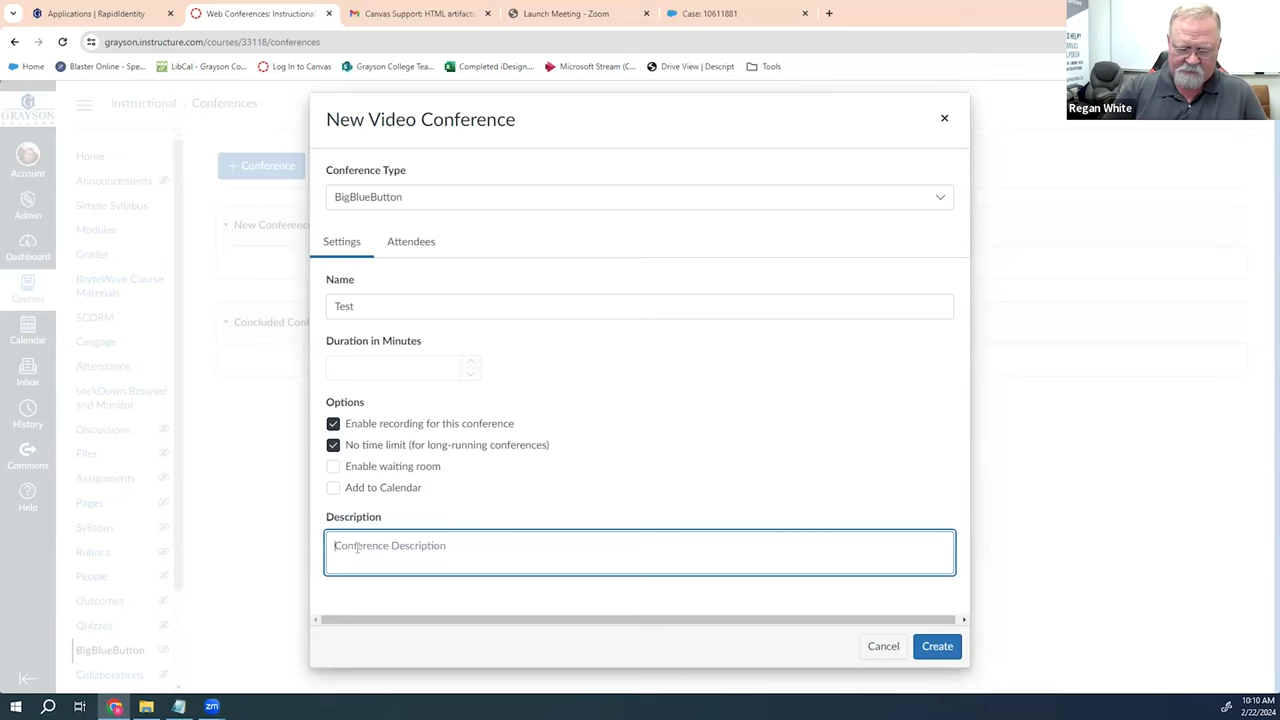 Applications | RapidIdentity
Web Conferences: Instructional
Canvas Support: HTML artifacts
Launch Meeting - Zoom
Case: 10611881
grayson.instructure.com/courses/33118/conferences
Home
Blaster Online - Spe...
LibCal - Grayson Co...
Log In to Canvas
Grayson College Tea...
Completed iDesign...
Microsoft Stream (C...
Drive View | Descript
Tools
Regan White
GRAYSON
Account
Admin
Dashboard
Courses
Calendar
Inbox
History
Commons
Help
Instructional
Conferences
Home
Announcements
Simple Syllabus
Modules
Grades
BryteWave Course
Materials
SCORM
Cengage
Attendance
LockDown Browser
and Monitor
Discussions
Files
Assignments
Pages
Syllabus
Rubrics
People
Outcomes
Quizzes
BigBlueButton
Collaborations
+ Conference
New Conferenc
Concluded Conf
New Video Conference
Conference Type
BigBlueButton
Settings
Attendees
Name
Test
Duration in Minutes
Options
Enable recording for this conference
No time limit (for long-running conferences)
Enable waiting room
Add to Calendar
Description
Conference Description
Cancel
Create
zm
10:10 AM
2/22/2024